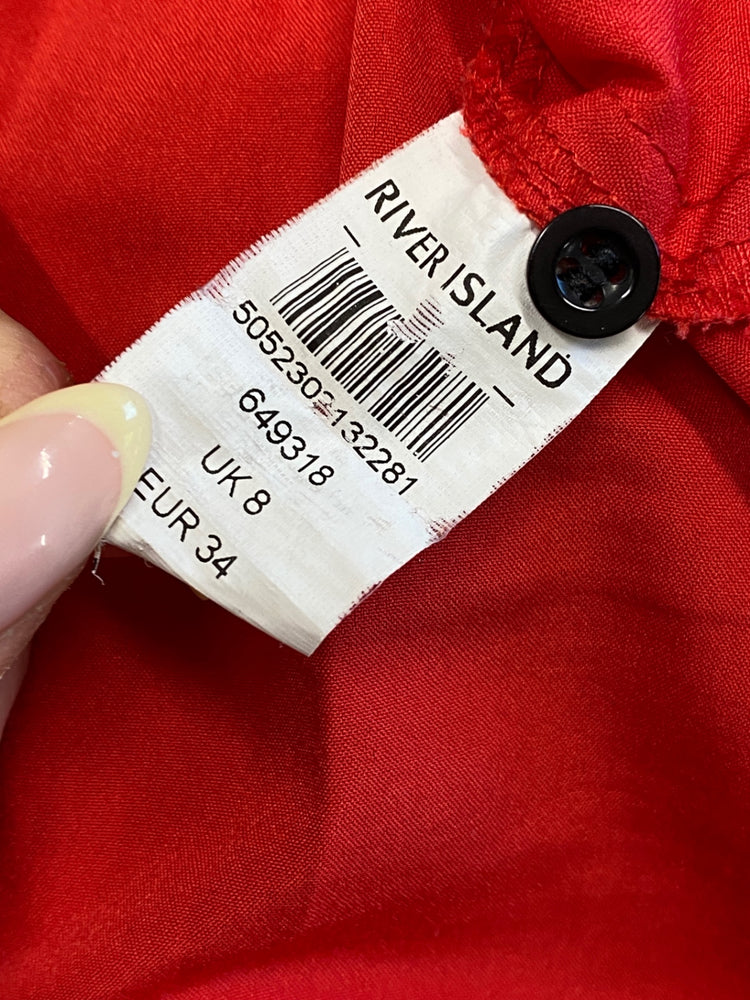 RIVER ISLAND
5052303132281
649318
UK 8
EUR 34